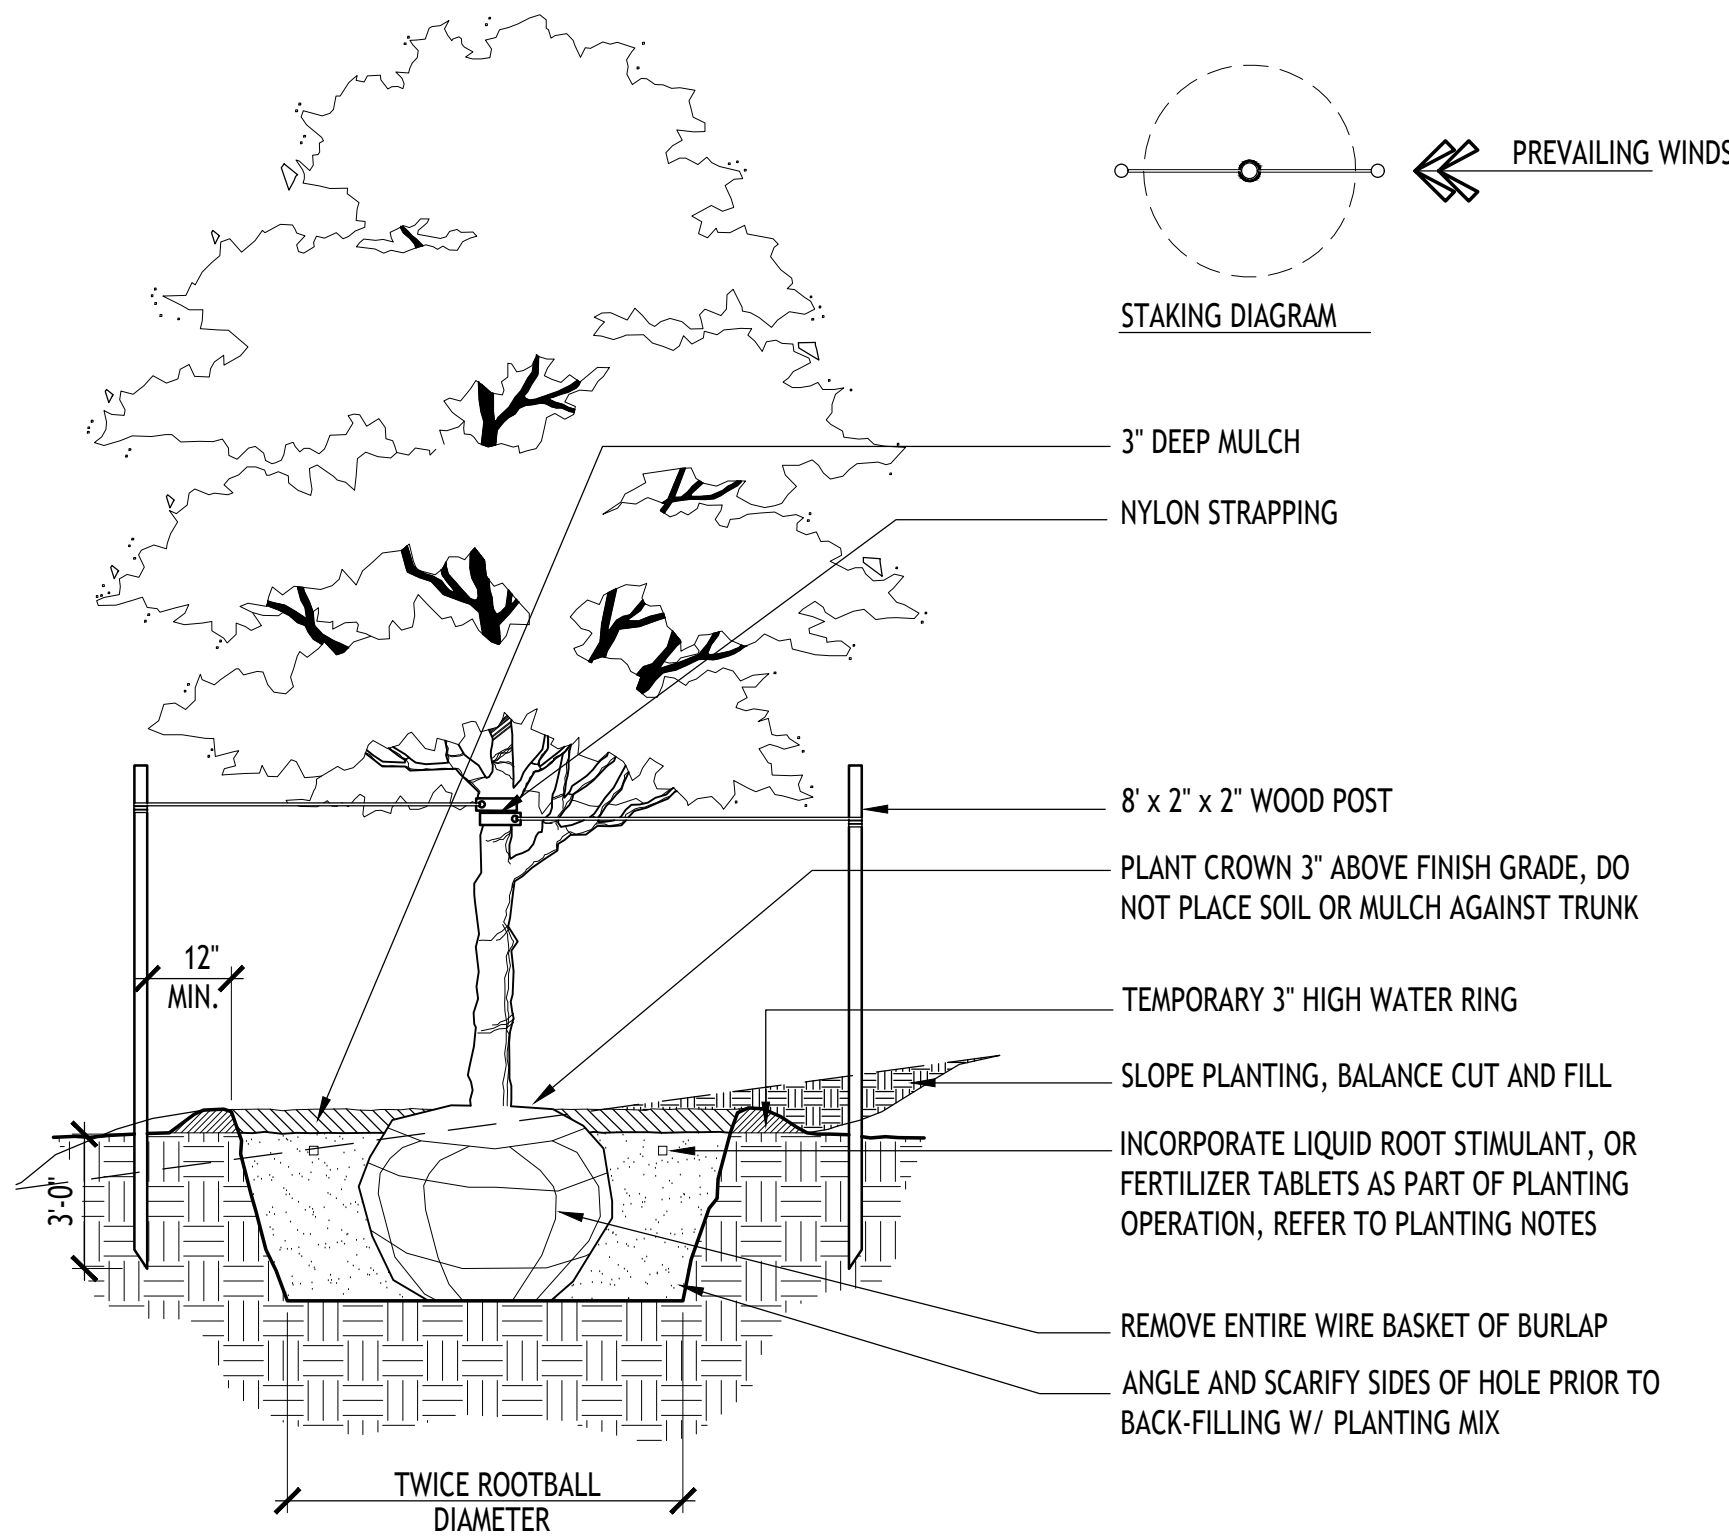 PREVAILING WINDS
STAKING DIAGRAM
3" DEEP MULCH
NYLON STRAPPING
8' x 2" x 2" WOOD POST
PLANT CROWN 3" ABOVE FINISH GRADE, DO
NOT PLACE SOIL OR MULCH AGAINST TRUNK
12"
MIN.
TEMPORARY 3" HIGH WATER RING
SLOPE PLANTING, BALANCE CUT AND FILL
INCORPORATE LIQUID ROOT STIMULANT, OR
FERTILIZER TABLETS AS PART OF PLANTING
OPERATION, REFER TO PLANTING NOTES
3'-0"
REMOVE ENTIRE WIRE BASKET OF BURLAP
ANGLE AND SCARIFY SIDES OF HOLE PRIOR TO
BACK-FILLING W/ PLANTING MIX
TWICE ROOTBALL
DIAMETER